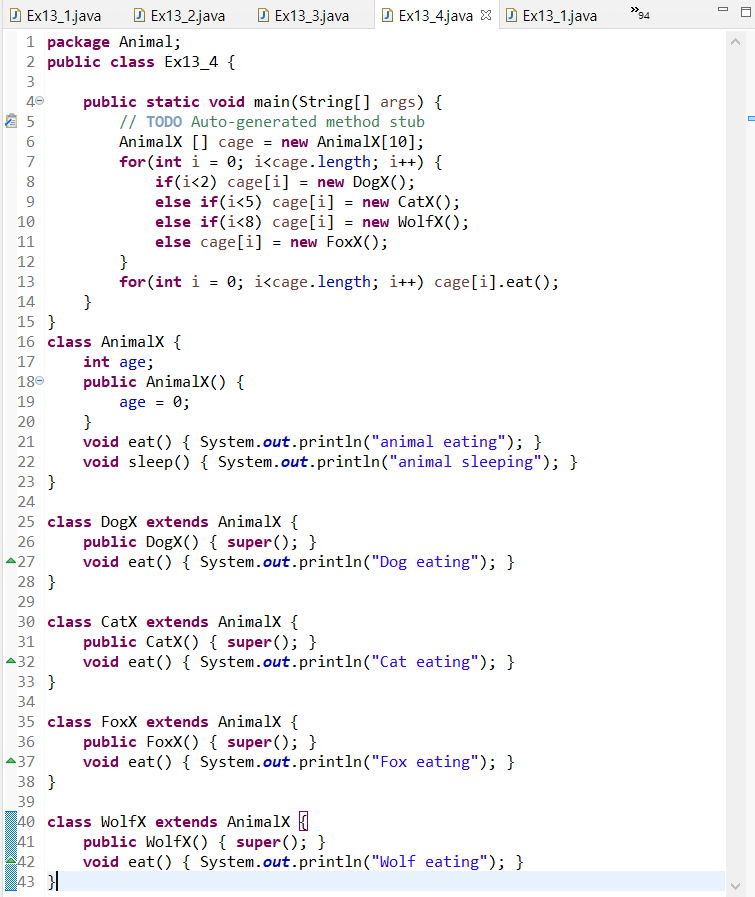 Ex13_1.java Ex13_2.java Ex13_3.java Ex13_4.java Ex13_1.java »94
1 package Animal;
2 public class Ex13_4 {
3
4 public static void main(String[] args) {
5 // TODO Auto-generated method stub
6 AnimalX [] cage = new AnimalX[10];
7 for(int i = 0; i<cage.length; i++) {
8 if(i<2) cage[i] = new DogX();
9 else if(i<5) cage[i] = new CatX();
10 else if(i<8) cage[i] = new WolfX();
11 else cage[i] = new FoxX();
12 }
13 for(int i = 0; i<cage.length; i++) cage[i].eat();
14 }
15 }
16 class AnimalX {
17 int age;
18 public AnimalX() {
19 age = 0;
20 }
21 void eat() { System.out.println("animal eating"); }
22 void sleep() { System.out.println("animal sleeping"); }
23 }
24
25 class DogX extends AnimalX {
26 public DogX() { super(); }
27 void eat() { System.out.println("Dog eating"); }
28 }
29
30 class CatX extends AnimalX {
31 public CatX() { super(); }
32 void eat() { System.out.println("Cat eating"); }
33 }
34
35 class FoxX extends AnimalX {
36 public FoxX() { super(); }
37 void eat() { System.out.println("Fox eating"); }
38 }
39
40 class WolfX extends AnimalX {
41 public WolfX() { super(); }
42 void eat() { System.out.println("Wolf eating"); }
43 }